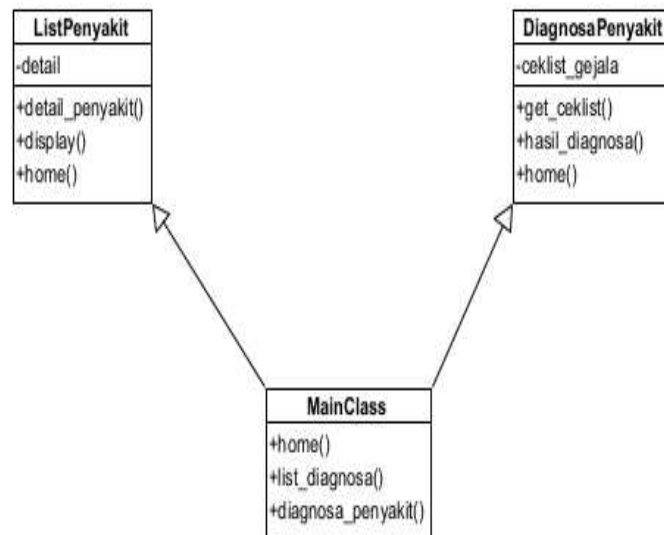 ListPenyakit
-detail
+detail_penyakit()
+display()
+home()
DiagnosaPenyakit
-ceklist_gejala
+get_ceklist()
+hasil_diagnosa()
+home()
MainClass
+home()
+list_diagnosa()
+diagnosa_penyakit()